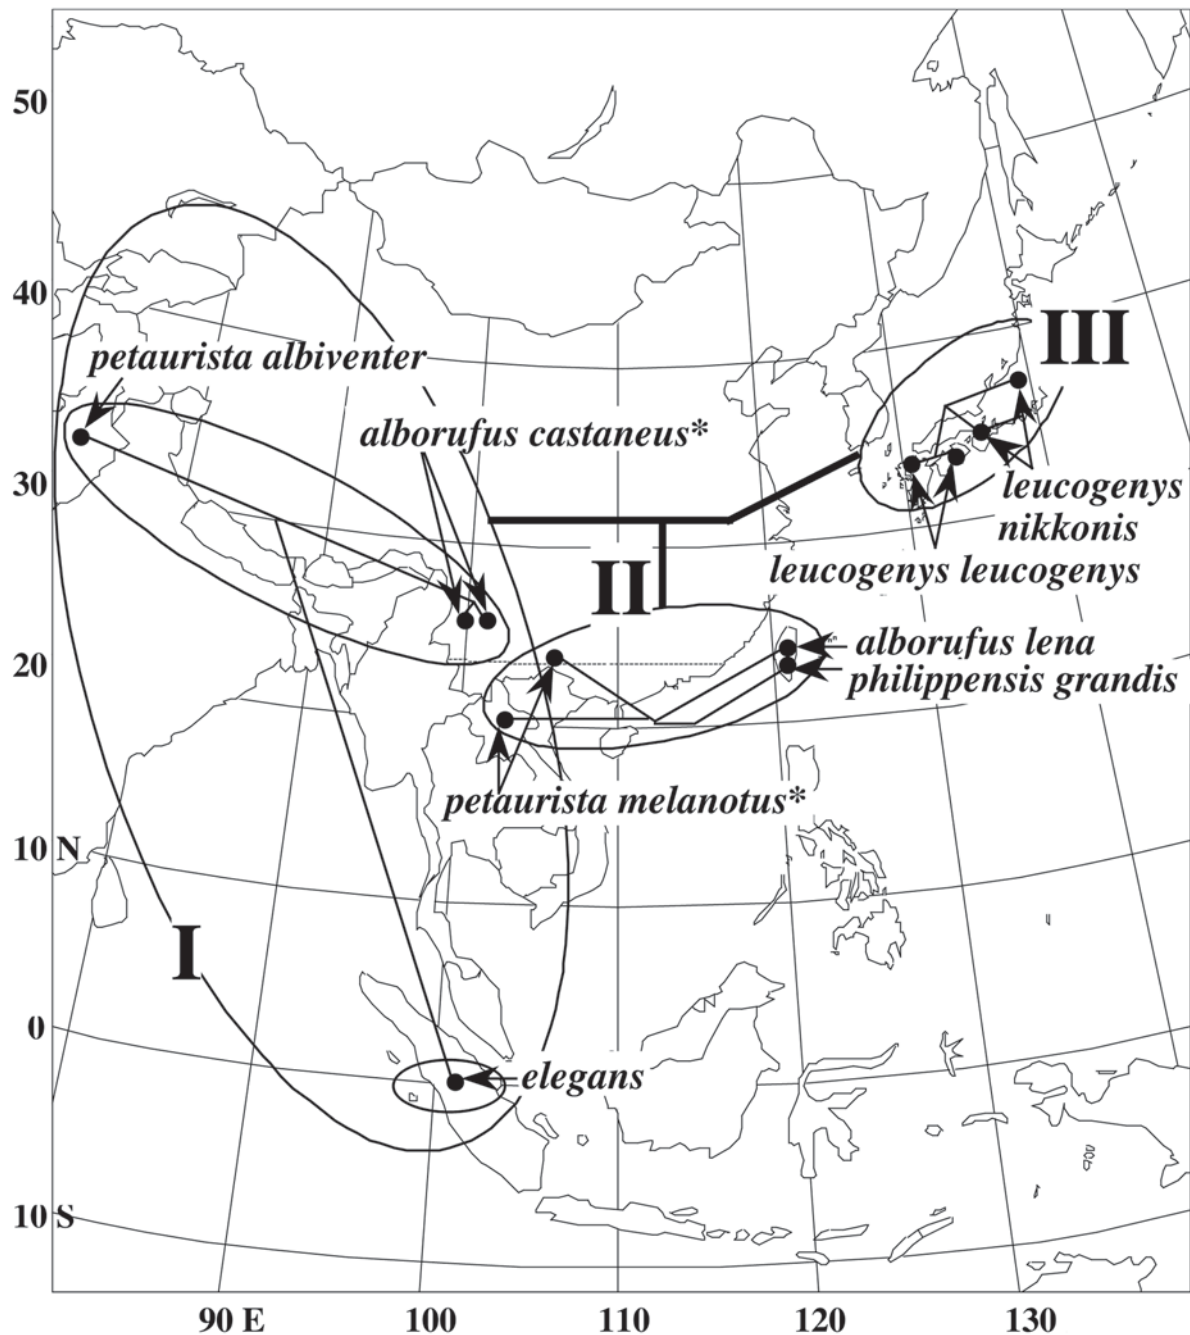 50
40
III
petaurista albiventer
alborufus castaneus*
30
leucogenys
nikkonis
II
leucogenys leucogenys
20
alborufus lena
philippensis grandis
petaurista melanotus*
10 N
I
0
elegans
10 S
90 E 100 110 120 130